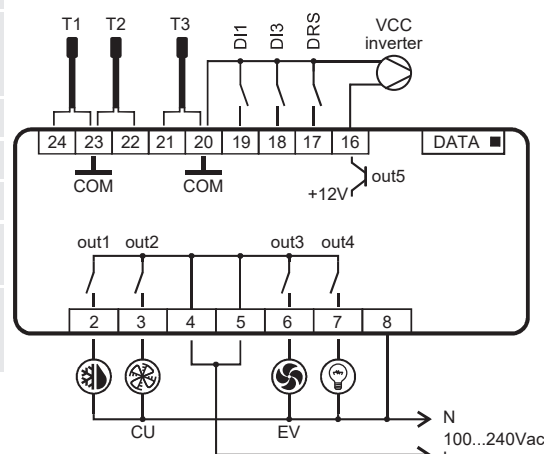 T1 T2 T3 DI1 DI3 DRS VCC
inverter
24 23 22 21 20 19 18 17 16 DATA
COM COM out5
+12V
out1 out2 out3 out4
2 3 4 5 6 7 8
N
CU EV 100...240Vac